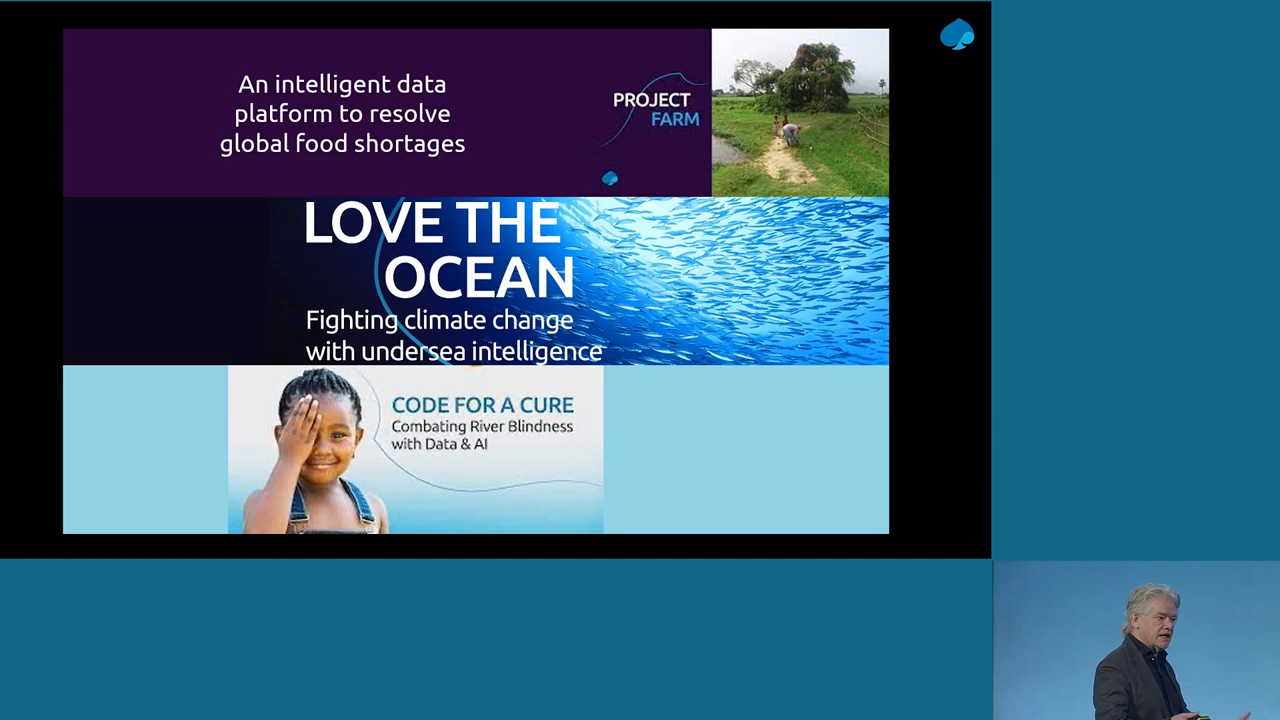 An intelligent data
platform to resolve
global food shortages
PROJECT
FARM
LOVE THE
OCEAN
Fighting climate change
with undersea intelligence
CODE FOR A CURE
Combating River Blindness
with Data & AI